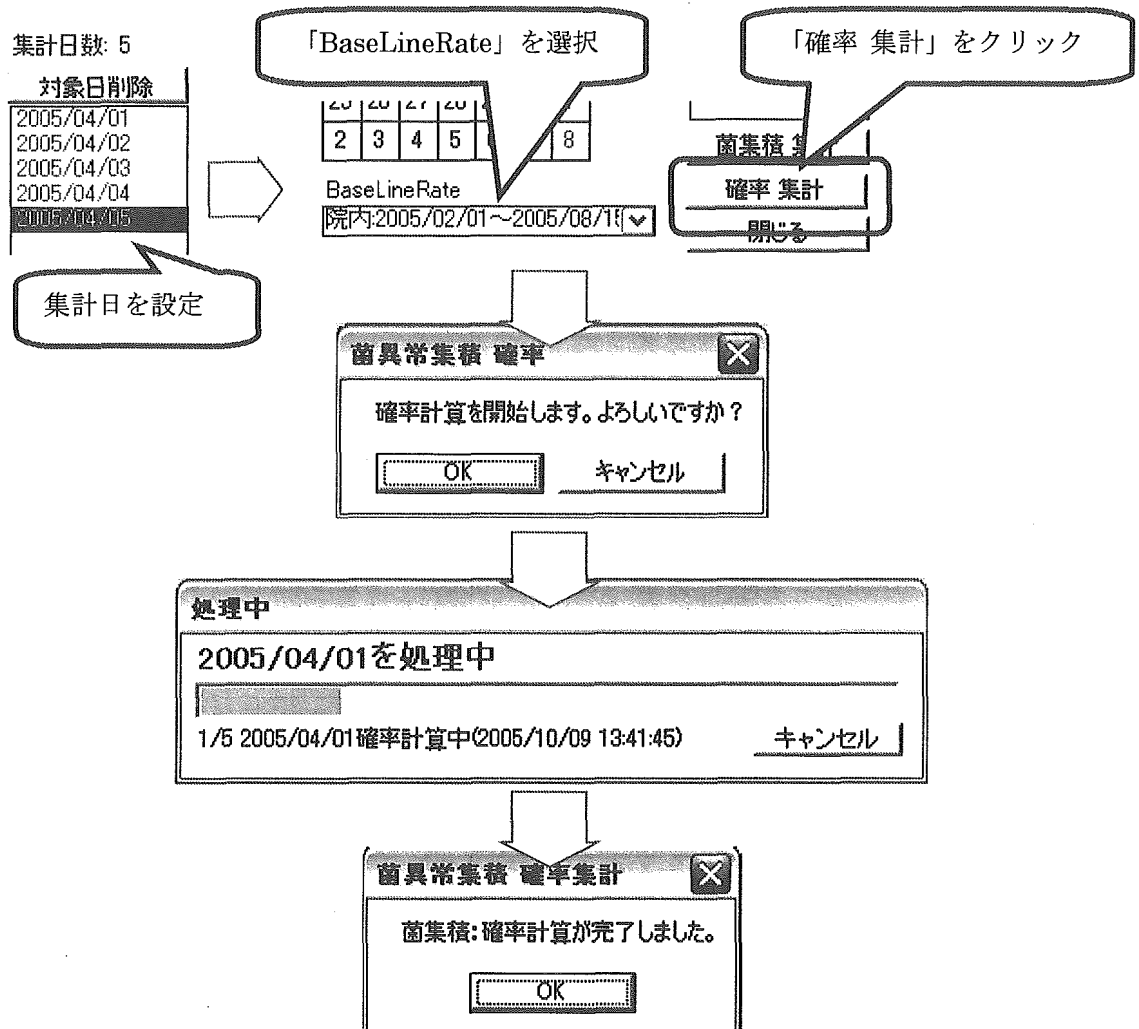 集計日数: 5
対象日削除
2005/04/01
2005/04/02
2005/04/03
2005/04/04
2005/04/05
集計日を設定
「BaseLineRate」を選択
2 3 4 5 8
BaseLineRate
院内:2005/02/01～2005/08/15
「確率 集計」をクリック
菌集積
確率 集計
閉じる
菌異常集積 確率
確率計算を開始します。よろしいですか？
OK キャンセル
処理中
2005/04/01を処理中
1/5 2005/04/01確率計算中(2005/10/09 13:41:45) キャンセル
菌異常集積 確率集計
菌集積:確率計算が完了しました。
OK